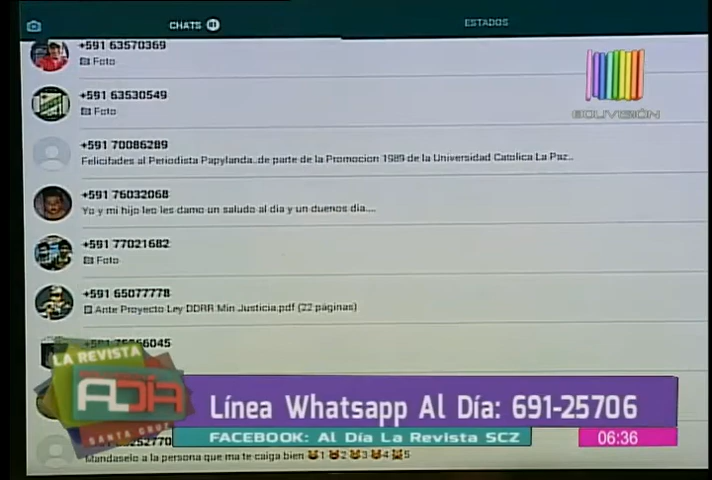 CHATS 81
ESTADOS
+591 63570369
Foto
+591 63530549
Foto
BOLIVISIÓN
+591 70086289
Felicifades al Periodista Papylanda..de parte de la Promocion 1989 de la Universidad Catolica La Paz..
+591 76032068
Yo y mi hijo leo les damo un saludo al dia y un duenos dia....
+591 77021682
Foto
+591 65077778
Ante Proyecto Ley DDRR Min Justicia.pdf (22 páginas)
LA REVISTA
AL DÍA
SANTA CRUZ
Línea Whatsapp Al Día: 691-25706
FACEBOOK: Al Día La Revista SCZ
06:36
Mandaselo a la persona que ma te caiga bien 🐱1 🐱2 🐱3 🐱4 🐱5